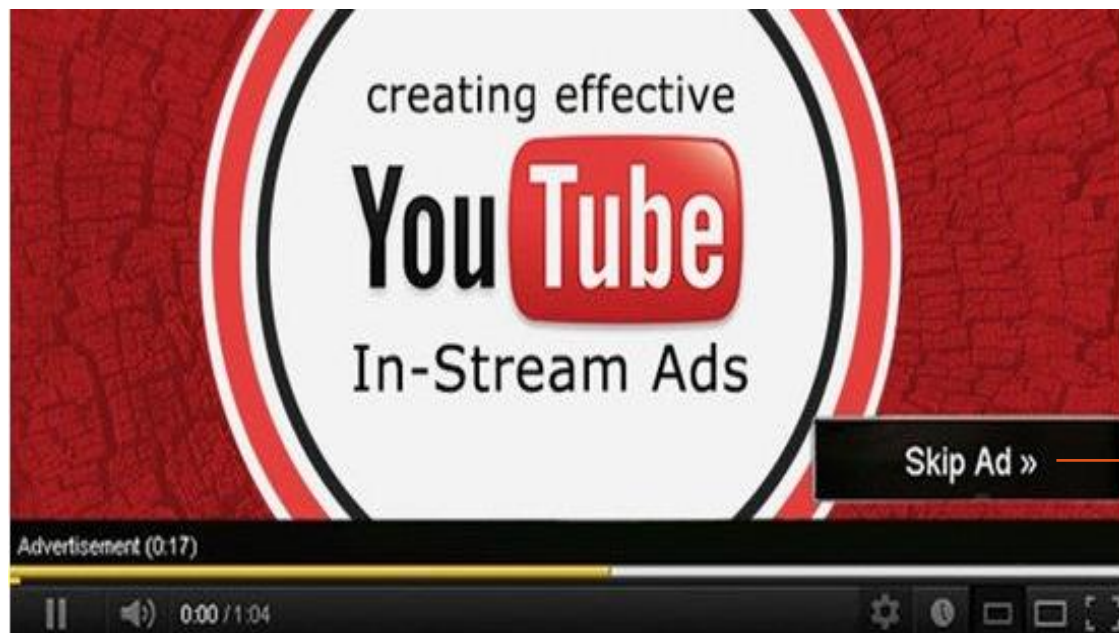 creating effective
YouTube
In-Stream Ads
Skip Ad »
Advertisement (0:17)
0:00 / 1:04